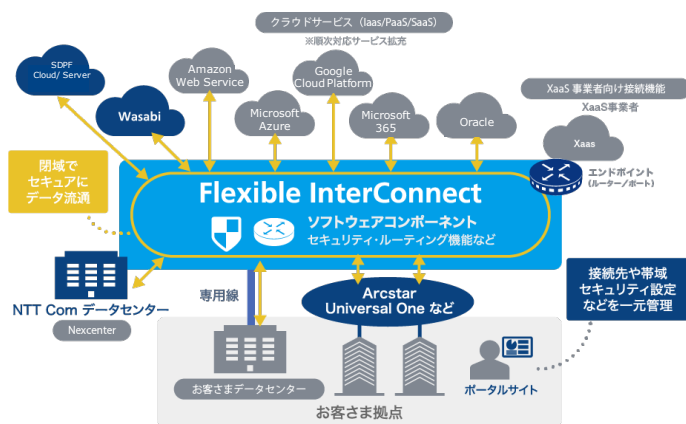 クラウドサービス（Iaas/PaaS/SaaS）
※順次対応サービス拡充
SDPF
Cloud/ Server
Wasabi
Amazon
Web Service
Microsoft
Azure
Google
Cloud Platform
Microsoft
365
Oracle
XaaS 事業者向け接続機能
XaaS事業者
Xaas
エンドポイント
(ルーター／ポート)
閉域で
セキュアに
データ流通
Flexible InterConnect
ソフトウェアコンポーネント
セキュリティ・ルーティング機能など
NTT Com データセンター
Nexcenter
専用線
Arcstar
Universal One など
接続先や帯域
セキュリティ設定
などを一元管理
お客さまデータセンター
ポータルサイト
お客さま拠点